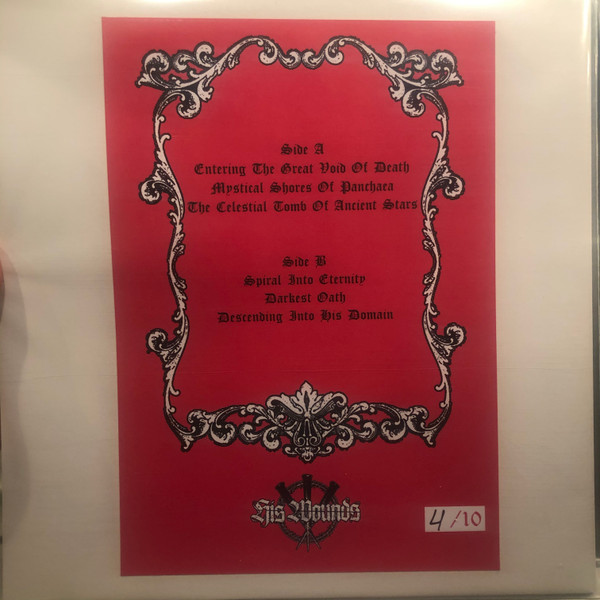 Side A
Entering The Great Void Of Death
Mystical Shores Of Panchaea
The Celestial Tomb Of Ancient Stars
Side B
Spiral Into Eternity
Darkest Oath
Descending Into His Domain
His Wounds
4/10